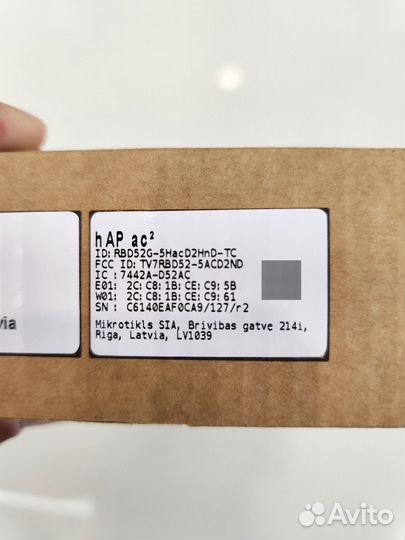 hAP ac²
ID: RBD52G-5HacD2HnD-TC
FCC ID: TV7RBD52-5ACD2ND
IC : 7442A-D52AC
E01: 2C:C8:1B:CE:C9:5B
W01: 2C:C8:1B:CE:C9:61
SN : C6140EAF0CA9/127/r2
Mikrotikls SIA, Brivibas gatve 214i,
Riga, Latvia, LV1039
via
Avito